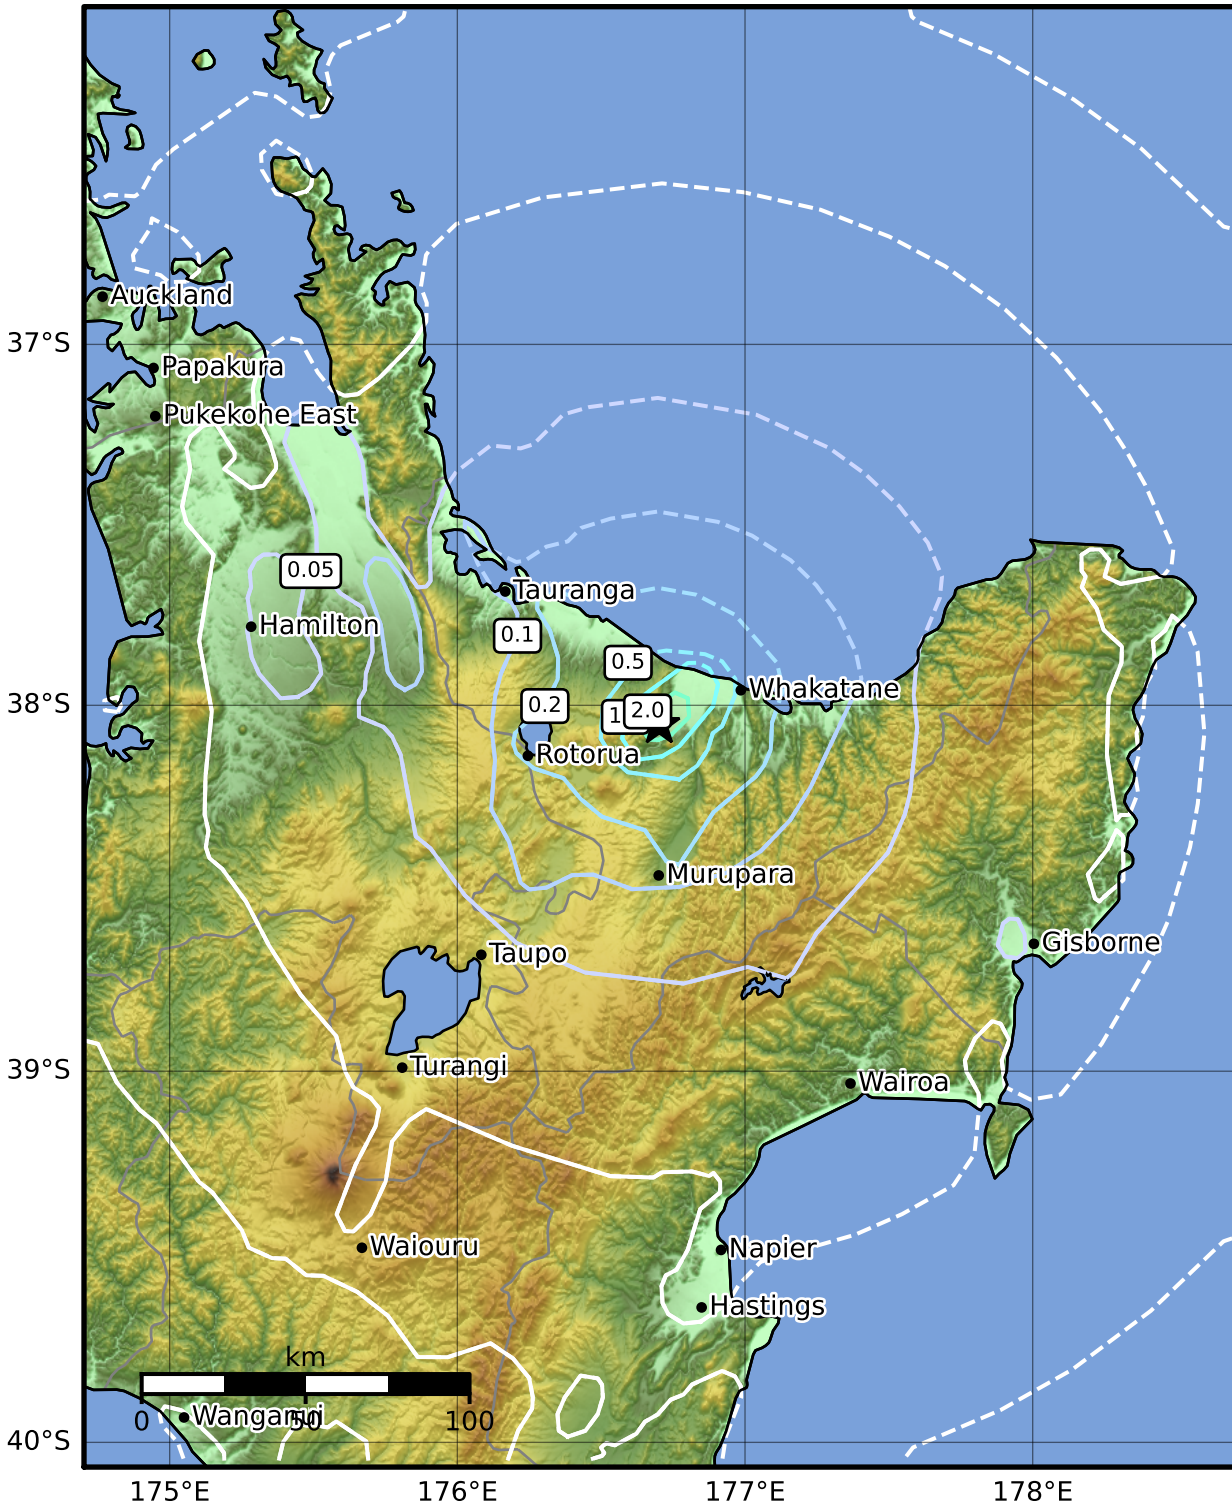 Auckland
37°S
Papakura
Pukekohe East
0.05
Tauranga
Hamilton
0.1
0.5
Whakatane
38°S
0.2
1
2.0
Rotorua
Murupara
Gisborne
Taupo
Turangi
39°S
Wairoa
Waiouru
Napier
Hastings
km
Wanganui
0
50
100
40°S
175°E
176°E
177°E
178°E